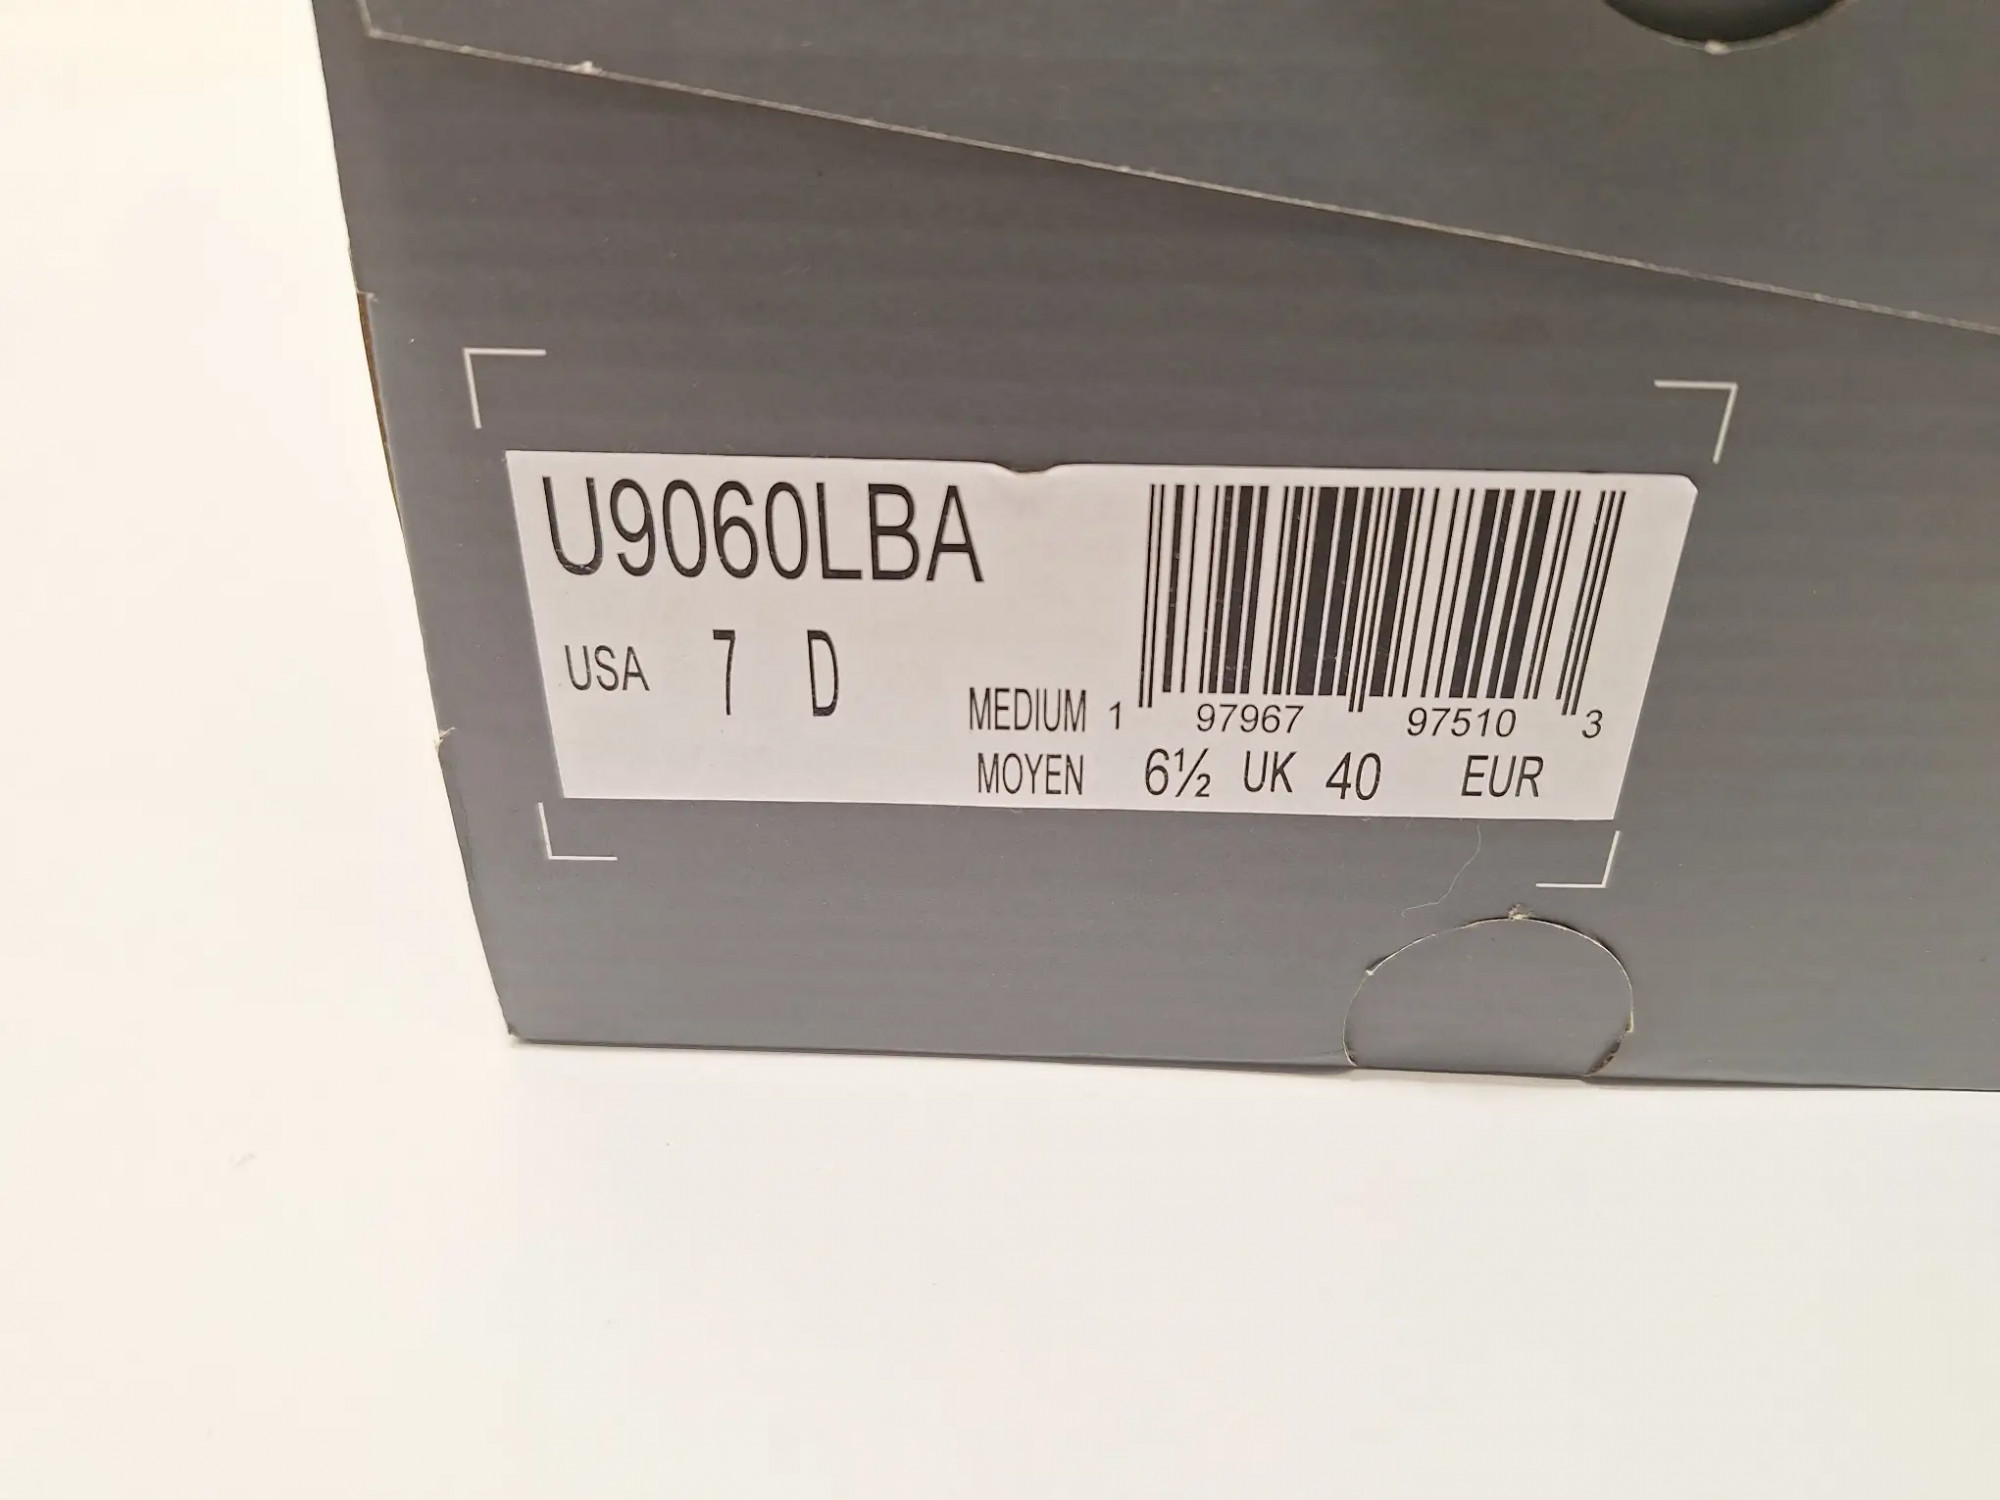 U9060LBA
USA 7 D
MEDIUM 1 97967 97510 3
MOYEN 6½ UK 40 EUR